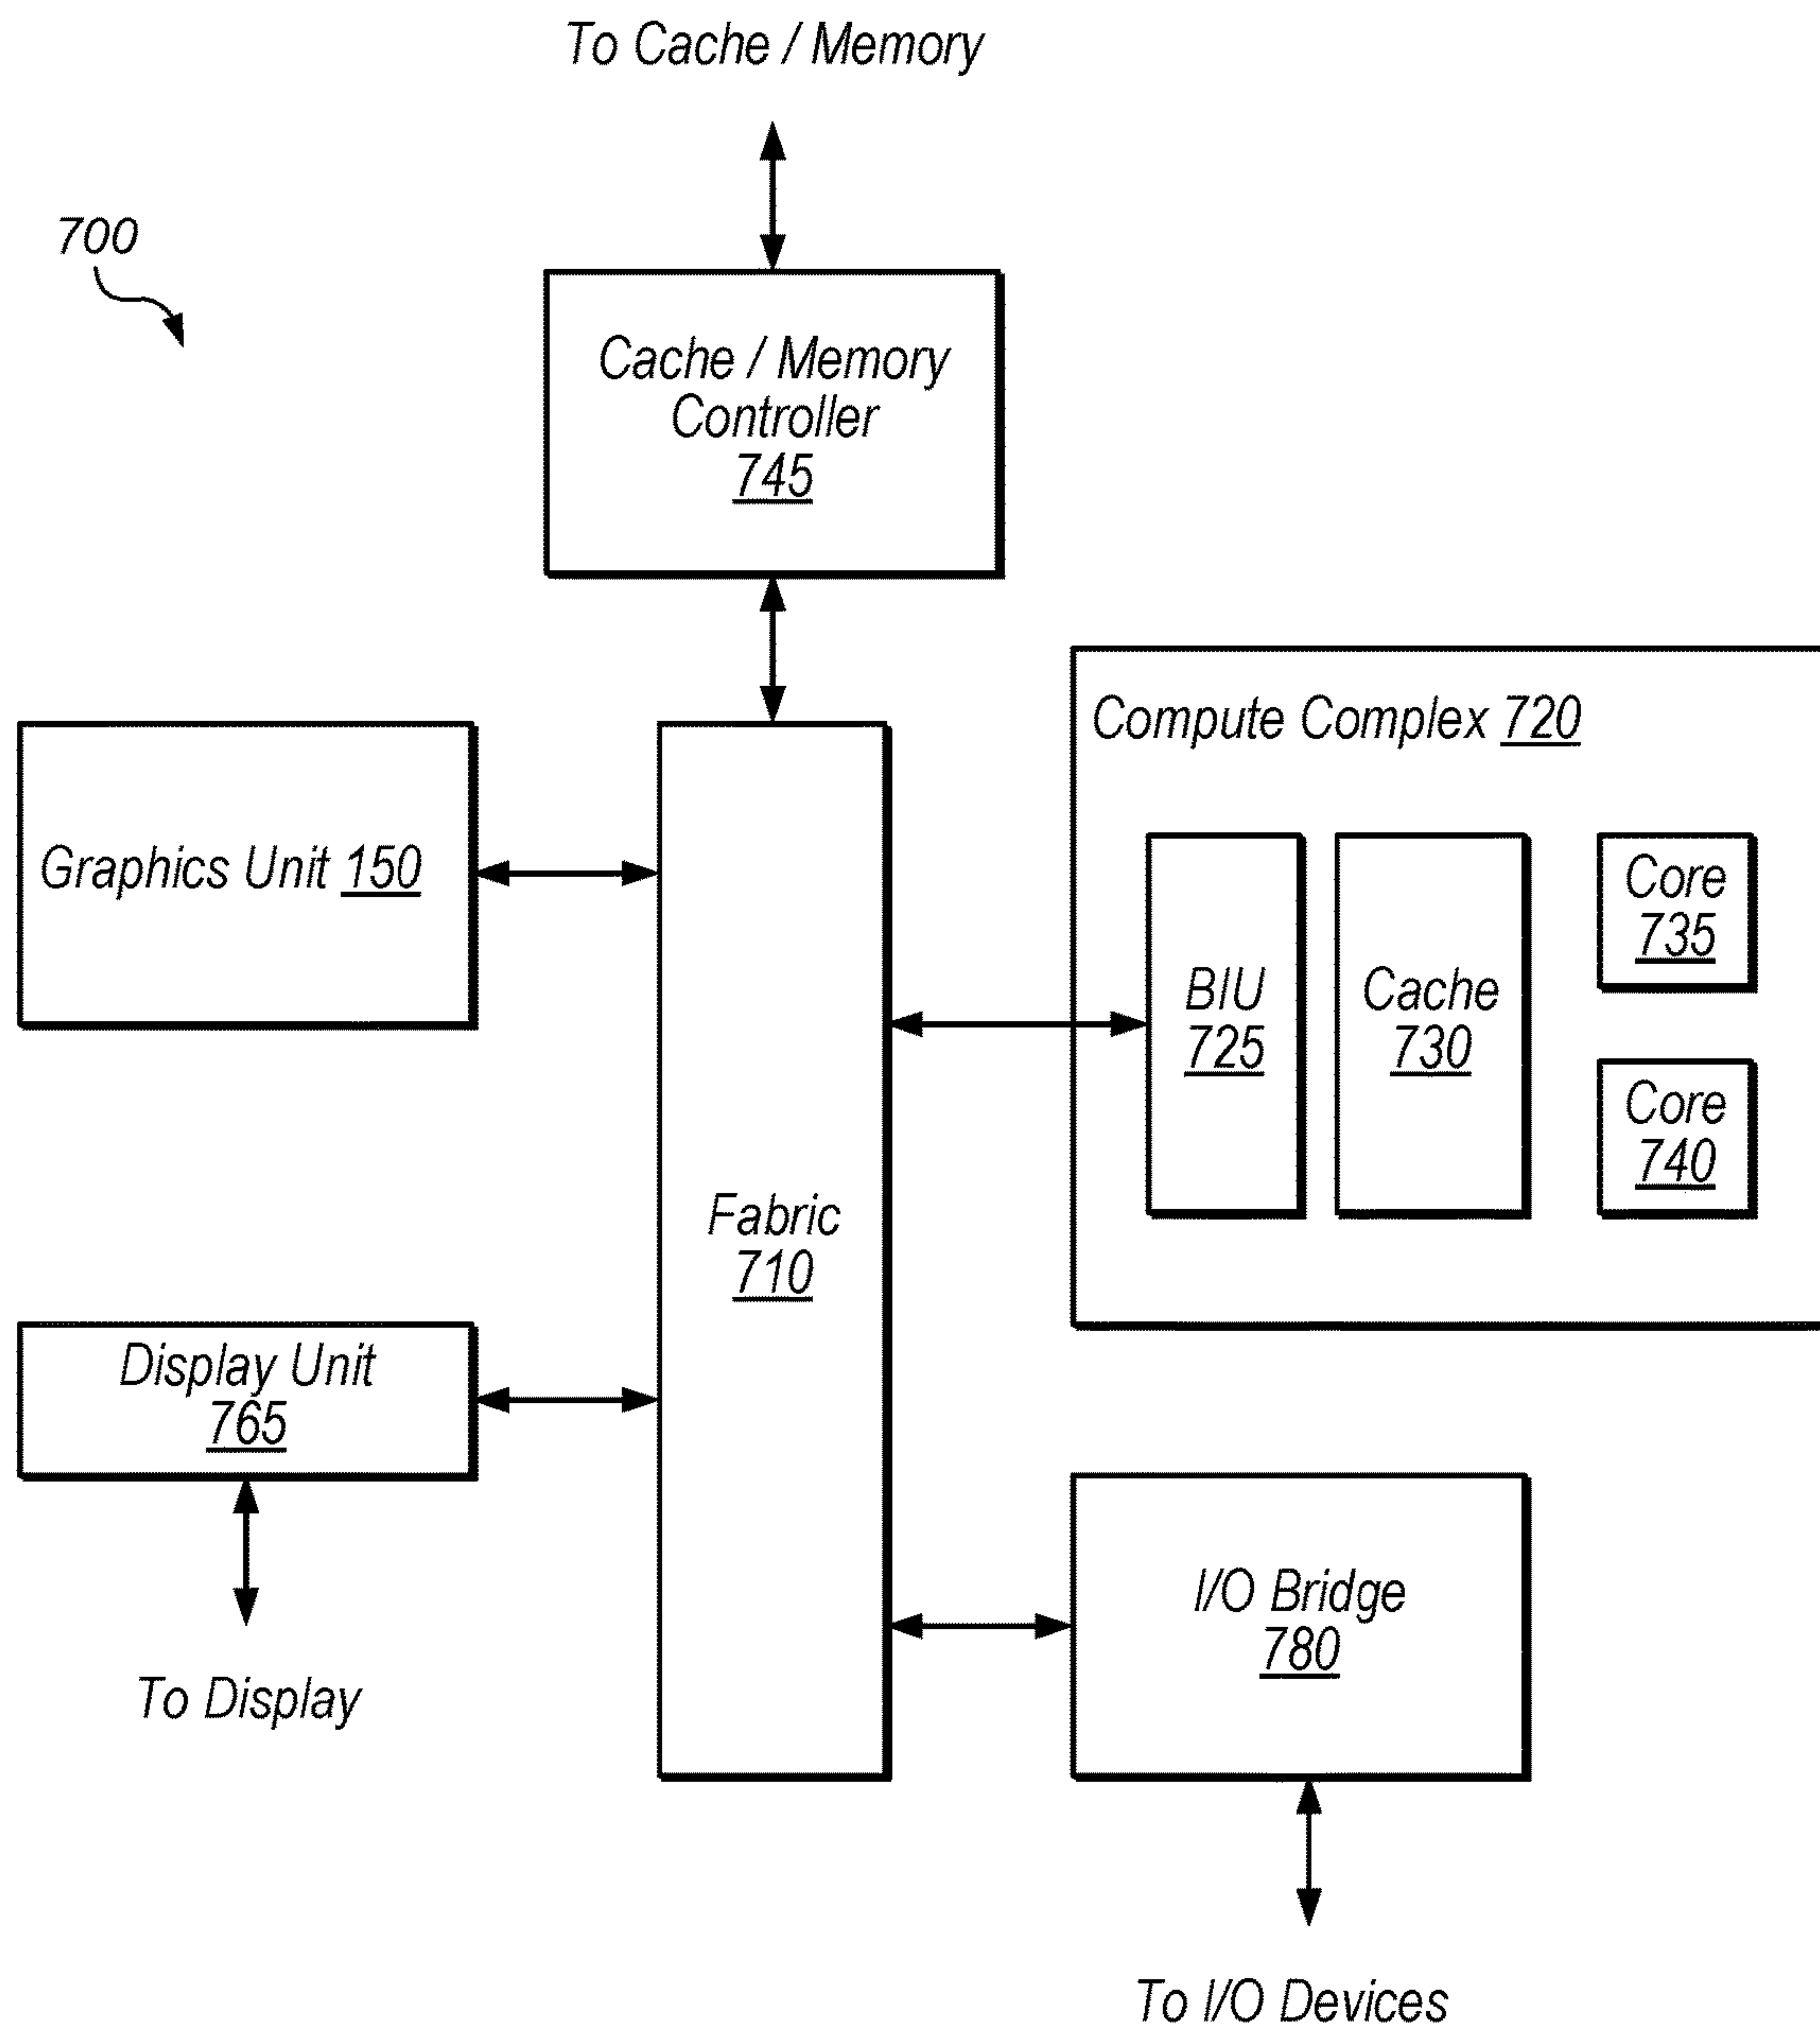 To Cache / Memory
700
Cache / Memory
Controller
745
Compute Complex 720
Graphics Unit 150
Core
735
BIU
725
Cache
730
Core
740
Fabric
710
Display Unit
765
I/O Bridge
780
To Display
To I/O Devices